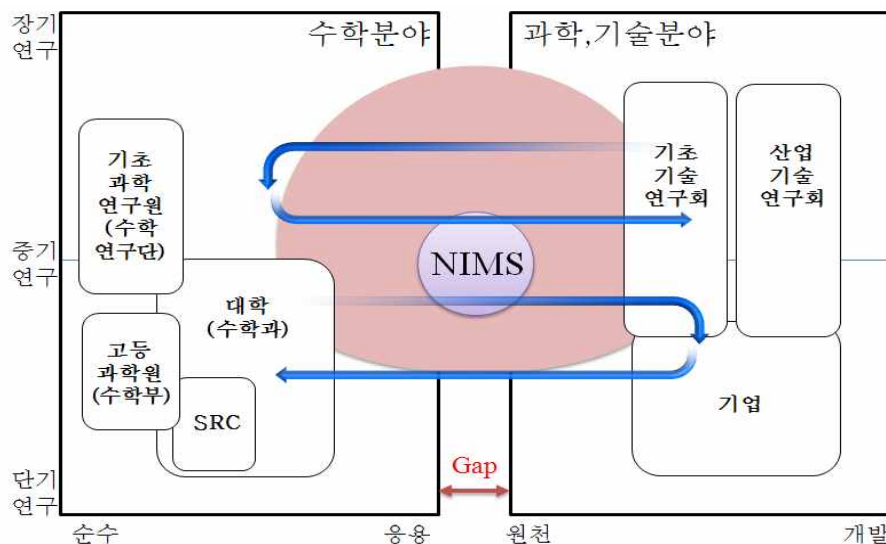 장기
연구
수학분야
과학,기술분야
기초
과학
연구원
(수학
연구단)
기초
기술
연구회
산업
기술
연구회
중기
연구
NIMS
대학
(수학과)
고등
과학원
(수학부)
SRC
기업
Gap
단기
연구
순수
응용
원천
개발